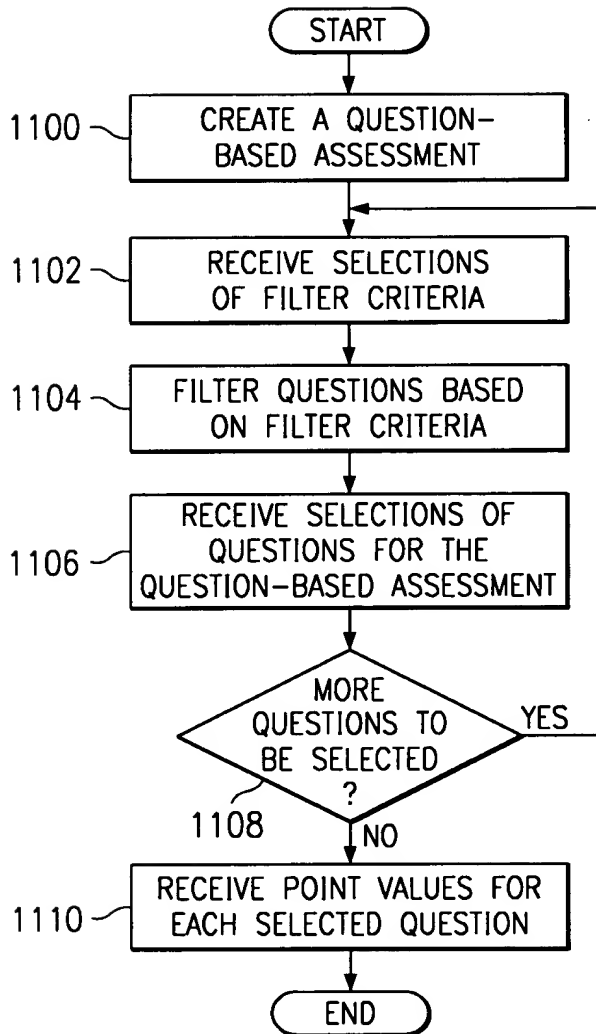 START
1100
CREATE A QUESTION-
BASED ASSESSMENT
1102
RECEIVE SELECTIONS
OF FILTER CRITERIA
1104
FILTER QUESTIONS BASED
ON FILTER CRITERIA
1106
RECEIVE SELECTIONS OF
QUESTIONS FOR THE
QUESTION-BASED ASSESSMENT
MORE
QUESTIONS TO
BE SELECTED
?
YES
1108
NO
1110
RECEIVE POINT VALUES FOR
EACH SELECTED QUESTION
END